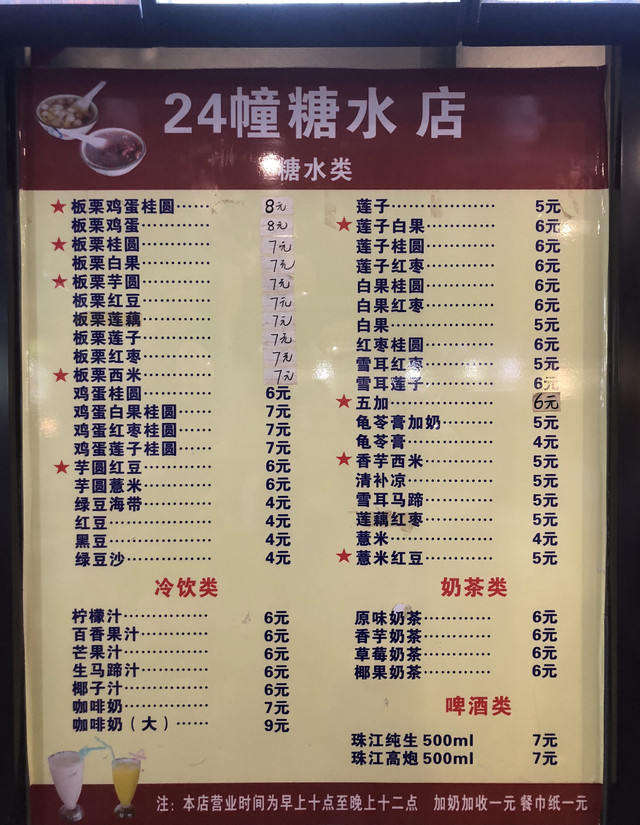 24幢糖水店
糖水类
★板栗鸡蛋桂圆……8元
板栗鸡蛋…………8元
★板栗桂圆…………7元
板栗白果…………7元
★板栗芋圆…………7元
板栗红豆…………7元
板栗莲藕…………7元
板栗莲子…………7元
板栗红枣…………7元
★板栗西米…………7元
鸡蛋桂圆…………6元
鸡蛋白果桂圆……7元
鸡蛋红枣桂圆……7元
鸡蛋莲子桂圆……7元
★芋圆红豆…………6元
芋圆薏米…………6元
绿豆海带…………4元
红豆………………4元
黑豆………………4元
绿豆沙……………4元
莲子………………5元
★莲子白果…………6元
莲子桂圆…………6元
莲子红枣…………6元
白果桂圆…………6元
白果红枣…………6元
白果………………5元
红枣桂圆…………6元
雪耳红枣…………5元
雪耳莲子…………6元
★五加………………6元
龟苓膏加奶………5元
龟苓膏……………4元
★香芋西米…………5元
清补凉……………5元
雪耳马蹄…………5元
莲藕红枣…………5元
薏米………………4元
★薏米红豆…………5元
冷饮类
柠檬汁……………6元
百香果汁…………6元
芒果汁……………6元
生马蹄汁…………6元
椰子汁……………6元
咖啡奶……………7元
咖啡奶（大）……9元
奶茶类
原味奶茶…………6元
香芋奶茶…………6元
草莓奶茶…………6元
椰果奶茶…………6元
啤酒类
珠江纯生500ml 7元
珠江高炮500ml 7元
注：本店营业时间为早上十点至晚上十二点 加奶加收一元 餐巾纸一元